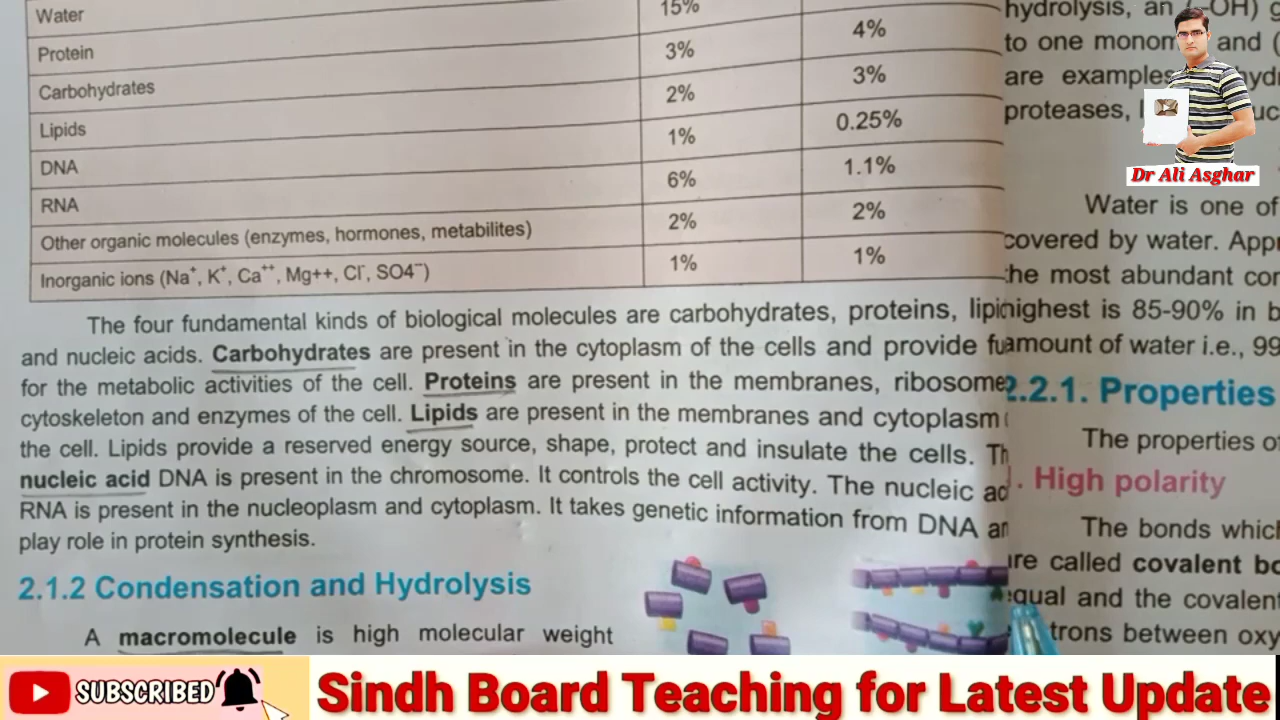 Water
Protein 15%
Carbohydrates 3% 4%
Lipids 2% 3%
DNA 1% 0.25%
RNA 6% 1.1%
Other organic molecules (enzymes, hormones, metabilites) 2% 2%
Inorganic ions (Na⁺, K⁺, Ca⁺⁺, Mg++, Cl⁻, SO4⁻⁻) 1% 1%
The four fundamental kinds of biological molecules are carbohydrates, proteins, lipi
and nucleic acids. Carbohydrates are present in the cytoplasm of the cells and provide fu
for the metabolic activities of the cell. Proteins are present in the membranes, ribosome
cytoskeleton and enzymes of the cell. Lipids are present in the membranes and cytoplasm
the cell. Lipids provide a reserved energy source, shape, protect and insulate the cells. Th
nucleic acid DNA is present in the chromosome. It controls the cell activity. The nucleic ac
RNA is present in the nucleoplasm and cytoplasm. It takes genetic information from DNA an
play role in protein synthesis.
2.1.2 Condensation and Hydrolysis
A macromolecule is high molecular weight
hydrolysis, an (-OH) g
to one monom and (
are examples hydr
proteases,
Dr Ali Asghar
Water is one of
covered by water. Appr
the most abundant con
highest is 85-90% in b
amount of water i.e., 99
2.2.1. Properties
The properties of
. High polarity
The bonds which
are called covalent bo
equal and the covalent
trons between oxy
SUBSCRIBED
Sindh Board Teaching for Latest Update